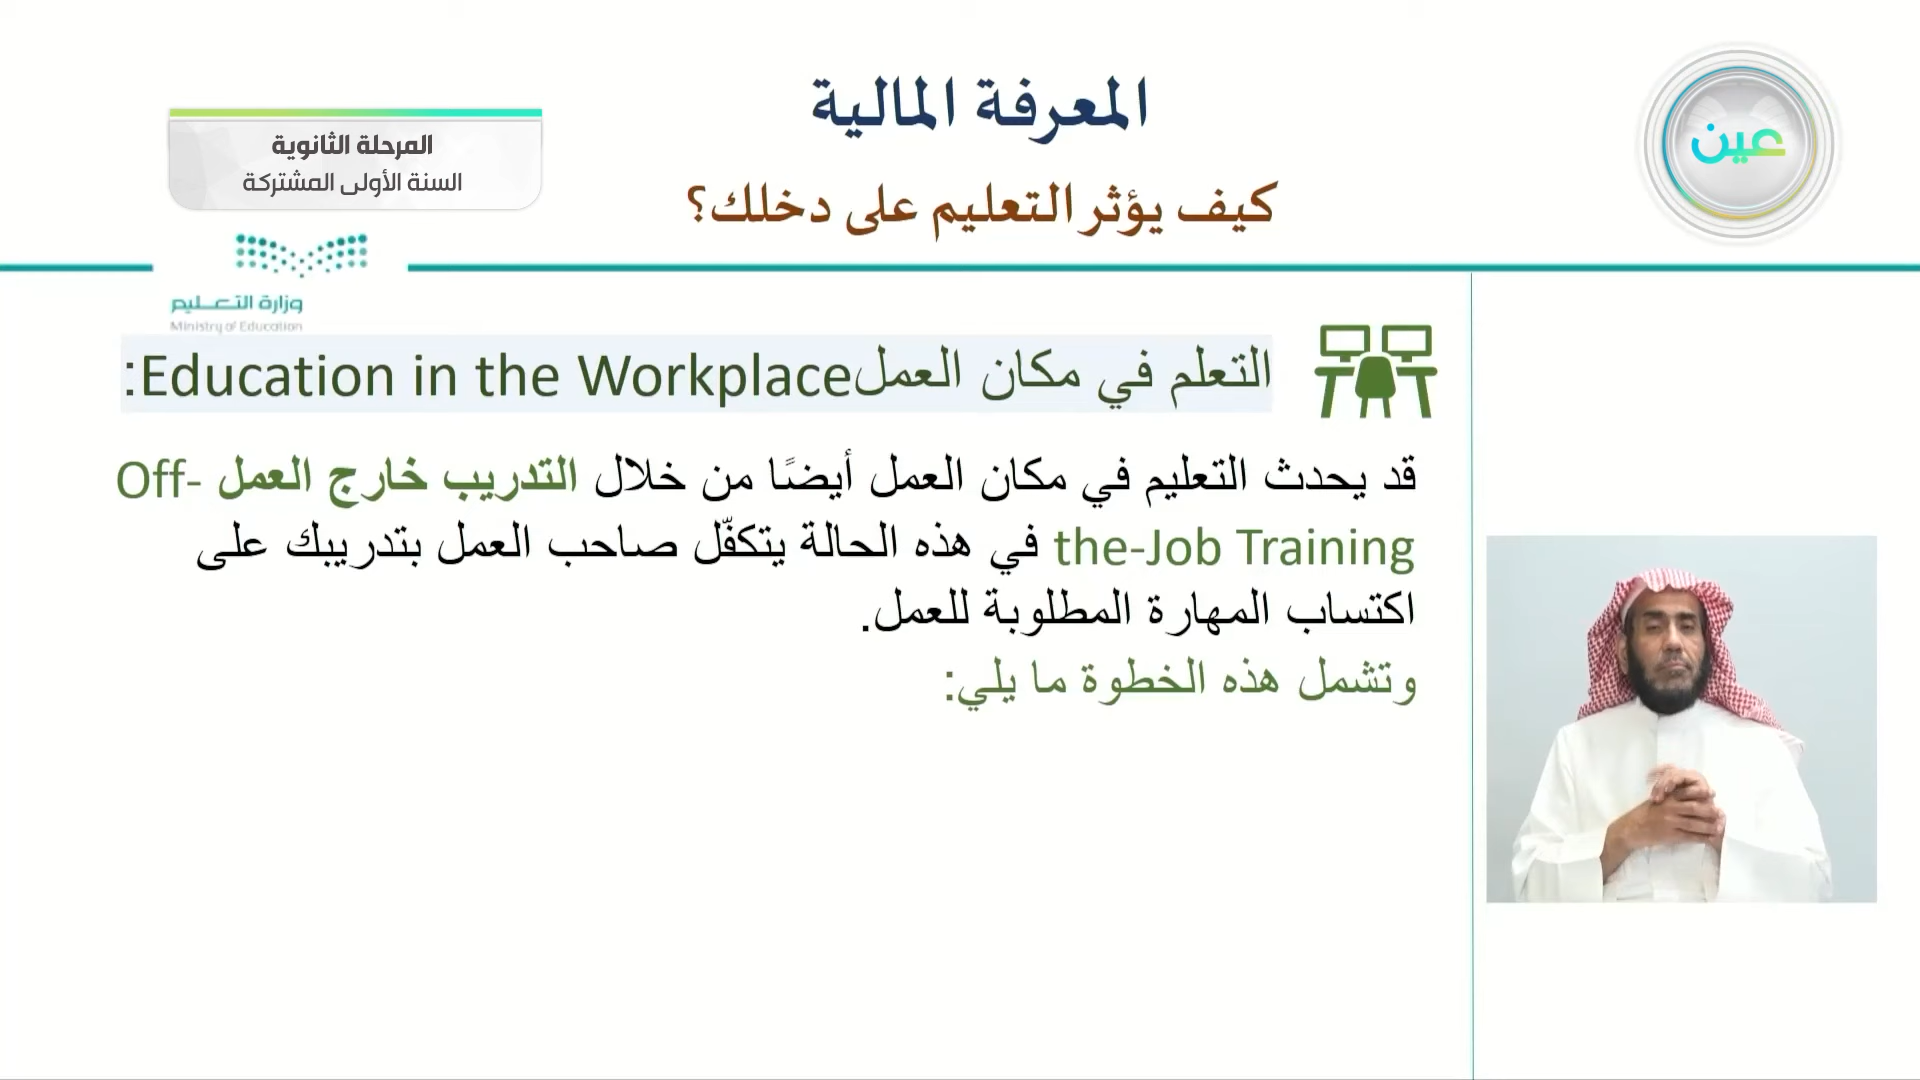 المعرفة المالية
كيف يؤثر التعليم على دخلك؟
عين
المرحلة الثانوية
السنة الأولى المشتركة
وزارة التعليم
Ministry of Education
التعلم في مكان العملEducation in the Workplace:
قد يحدث التعليم في مكان العمل أيضًا من خلال التدريب خارج العمل Off-
the-Job Training في هذه الحالة يتكفّل صاحب العمل بتدريبك على
اكتساب المهارة المطلوبة للعمل.
وتشمل هذه الخطوة ما يلي: